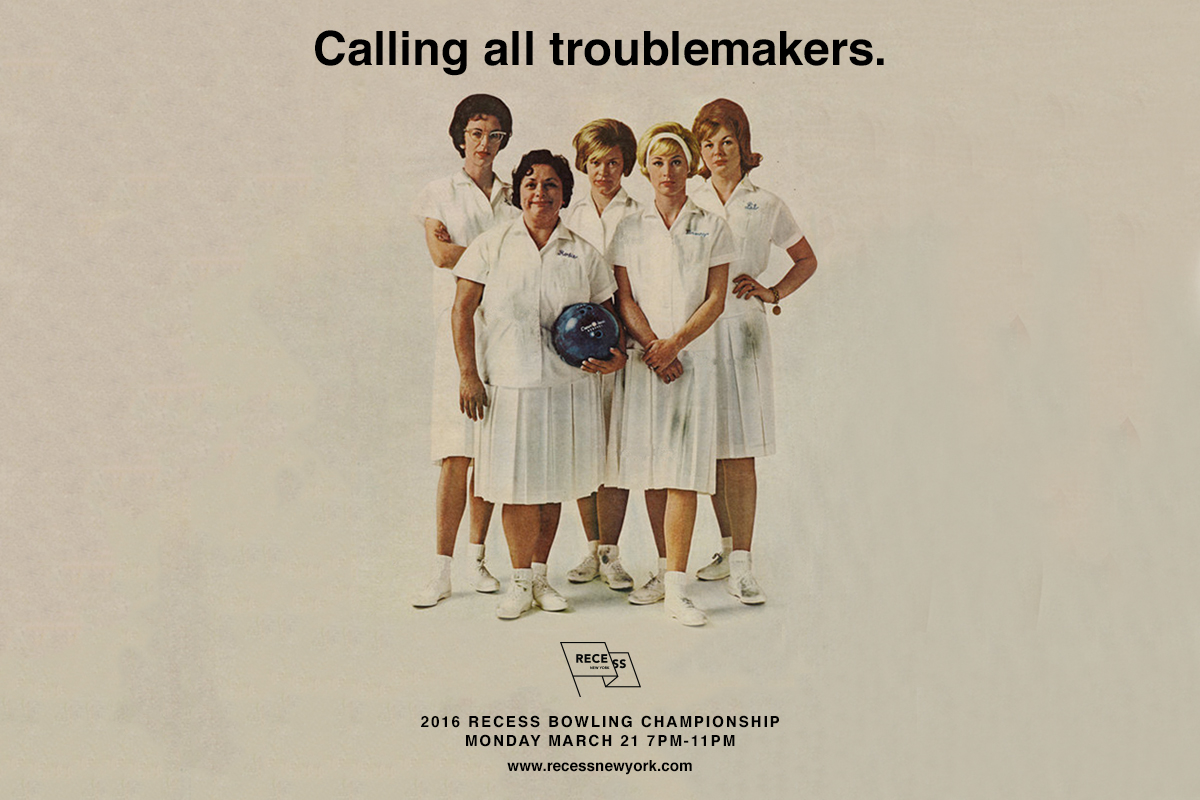 Calling all troublemakers.
RECESS
NEW YORK
2016 RECESS BOWLING CHAMPIONSHIP
MONDAY MARCH 21 7PM-11PM
www.recessnewyork.com